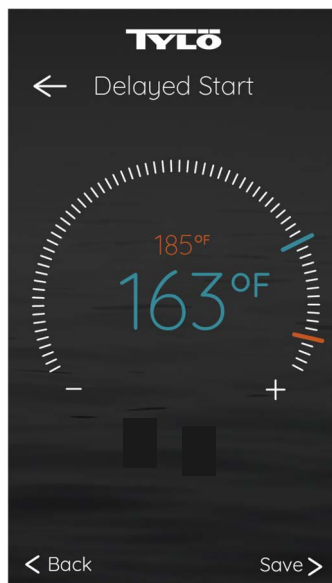 TYLÖ
Delayed Start
185°F
163°F
− +
< Back Save >